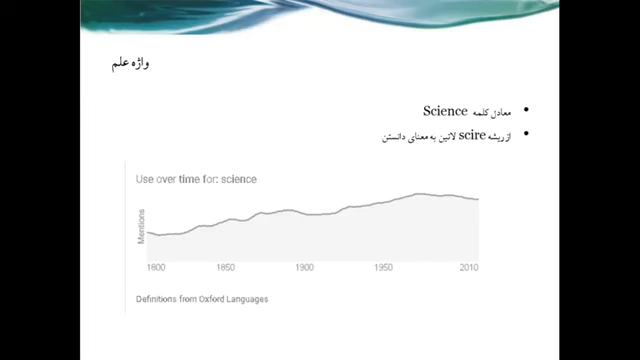 واژه علم
معادل کلمه Science
از ریشه scire لاتین به معنای دانستن
Use over time for: science
Mentions
1800 1850 1900 1950 2010
Definitions from Oxford Languages